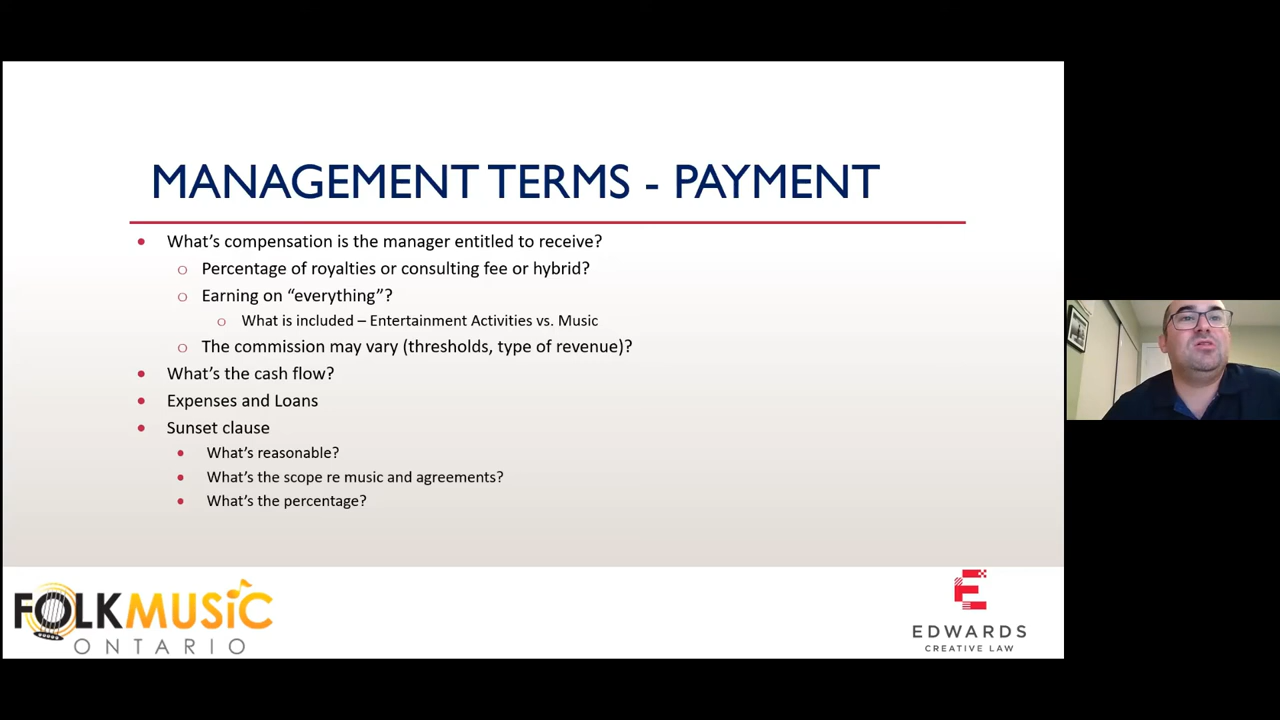 MANAGEMENT TERMS - PAYMENT
What's compensation is the manager entitled to receive?
Percentage of royalties or consulting fee or hybrid?
Earning on “everything”?
What is included – Entertainment Activities vs. Music
The commission may vary (thresholds, type of revenue)?
What's the cash flow?
Expenses and Loans
Sunset clause
What's reasonable?
What's the scope re music and agreements?
What's the percentage?
FOLKMUSIC
ONTARIO
E
EDWARDS
CREATIVE LAW